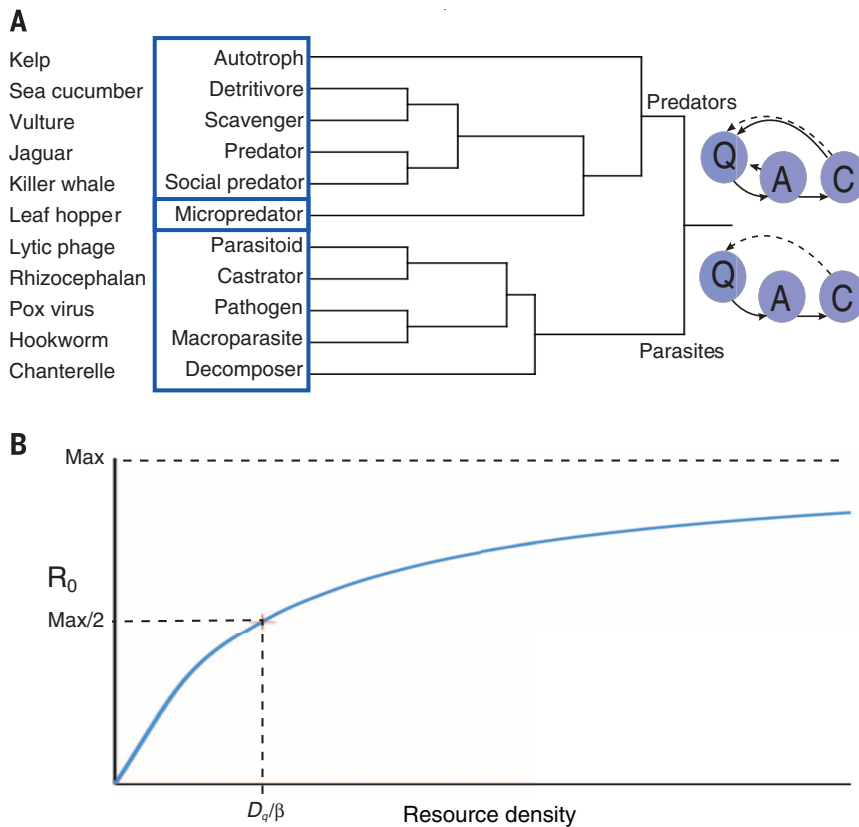 A
Kelp Autotroph
Sea cucumber Detritivore
Vulture Scavenger
Jaguar Predator
Killer whale Social predator
Leaf hopper Micropredator
Lytic phage Parasitoid
Rhizocephalan Castrator
Pox virus Pathogen
Hookworm Macroparasite
Chanterelle Decomposer
Predators
Q A C
Q A C
Parasites
B
Max
R₀
Max/2
D_q/β
Resource density